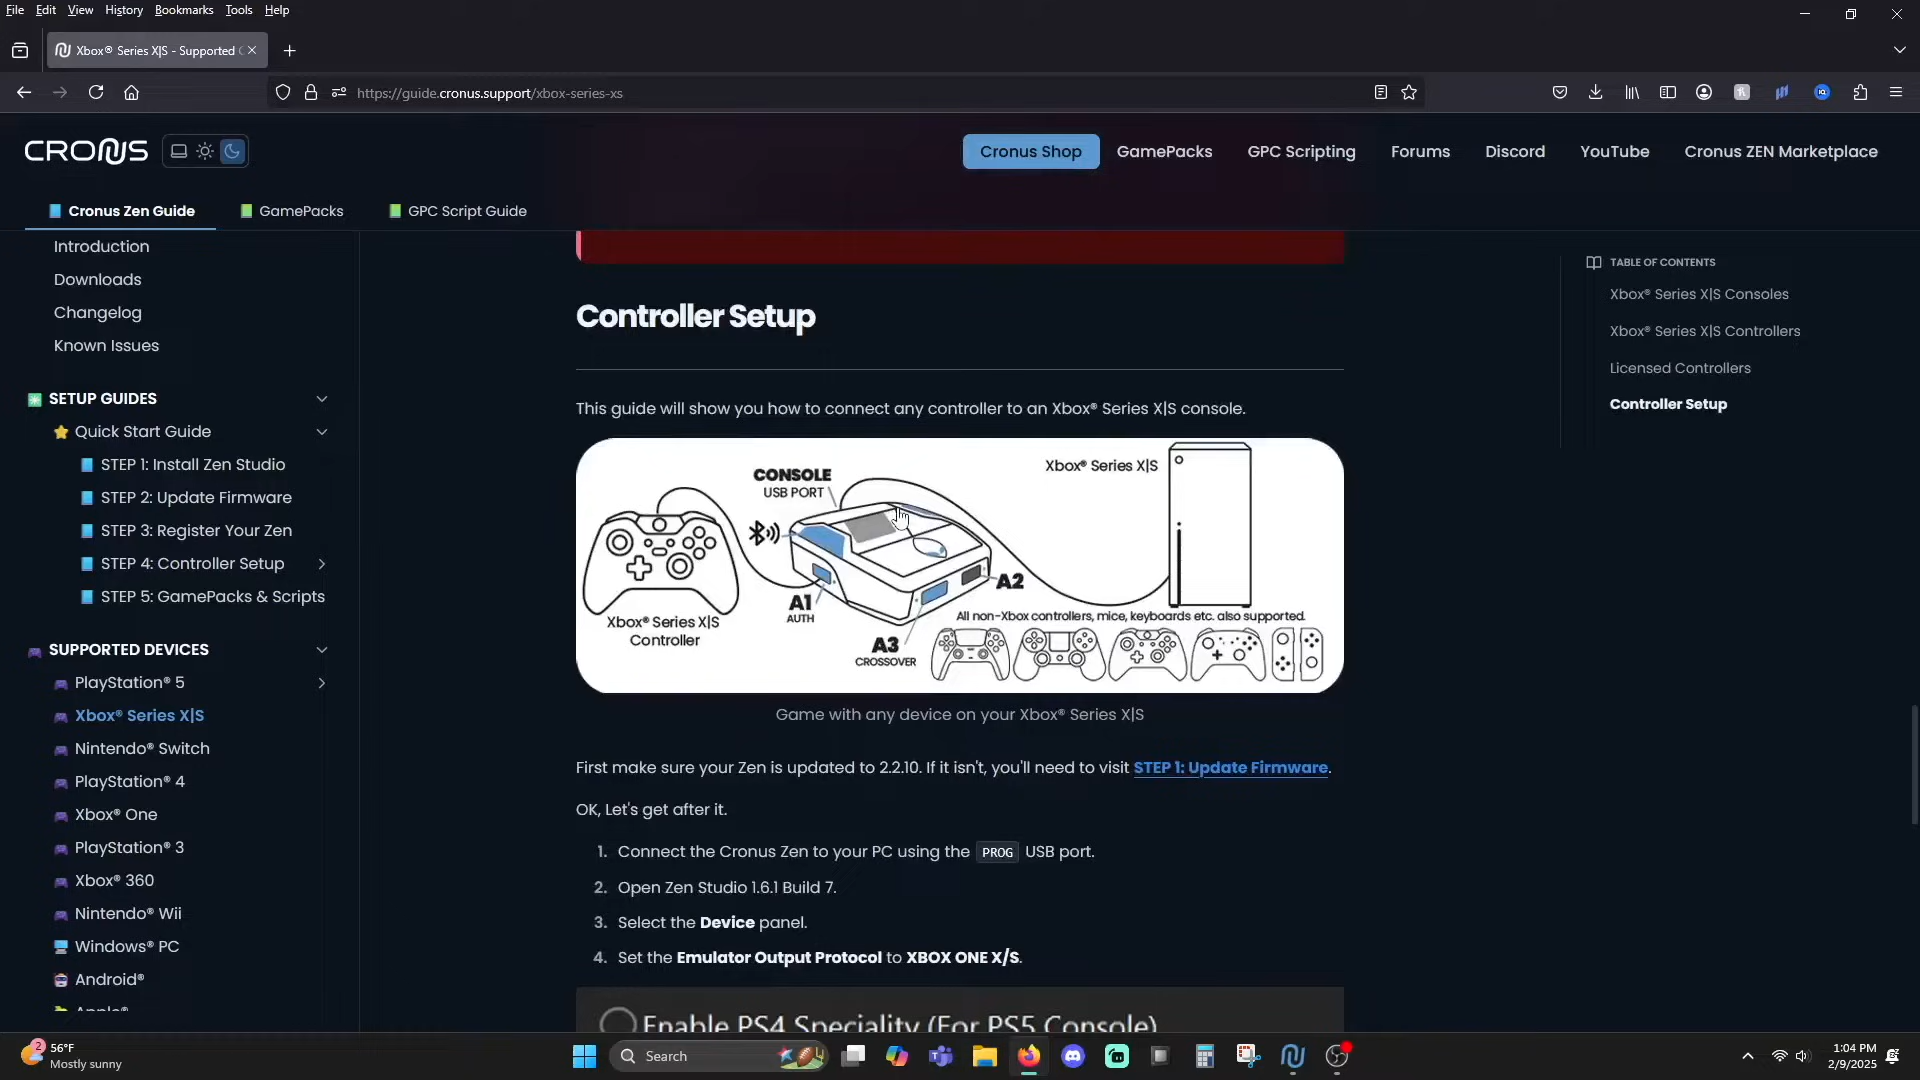 File Edit View History Bookmarks Tools Help
Xbox® Series X|S - Supported
https://guide.cronus.support/xbox-series-xs
CRONUS
Cronus Shop GamePacks GPC Scripting Forums Discord YouTube Cronus ZEN Marketplace
Cronus Zen Guide GamePacks GPC Script Guide
Introduction
Downloads
Changelog
Known Issues
SETUP GUIDES
Quick Start Guide
STEP 1: Install Zen Studio
STEP 2: Update Firmware
STEP 3: Register Your Zen
STEP 4: Controller Setup
STEP 5: GamePacks & Scripts
SUPPORTED DEVICES
PlayStation® 5
Xbox® Series X|S
Nintendo® Switch
PlayStation® 4
Xbox® One
PlayStation® 3
Xbox® 360
Nintendo® Wii
Windows® PC
Android®
Controller Setup
This guide will show you how to connect any controller to an Xbox® Series X|S console.
CONSOLE
USB PORT
Xbox® Series X|S
A1
AUTH
A2
A3
CROSSOVER
Xbox® Series X|S
Controller
All non-Xbox controllers, mice, keyboards etc. also supported.
Game with any device on your Xbox® Series X|S
First make sure your Zen is updated to 2.2.10. If it isn't, you'll need to visit STEP 1: Update Firmware.
OK, Let's get after it.
1. Connect the Cronus Zen to your PC using the PROG USB port.
2. Open Zen Studio 1.6.1 Build 7.
3. Select the Device panel.
4. Set the Emulator Output Protocol to XBOX ONE X/S.
Enable PS4 Speciality (For PS5 Console)
TABLE OF CONTENTS
Xbox® Series X|S Consoles
Xbox® Series X|S Controllers
Licensed Controllers
Controller Setup
2
56°F
Mostly sunny
Search
1:04 PM
2/9/2025